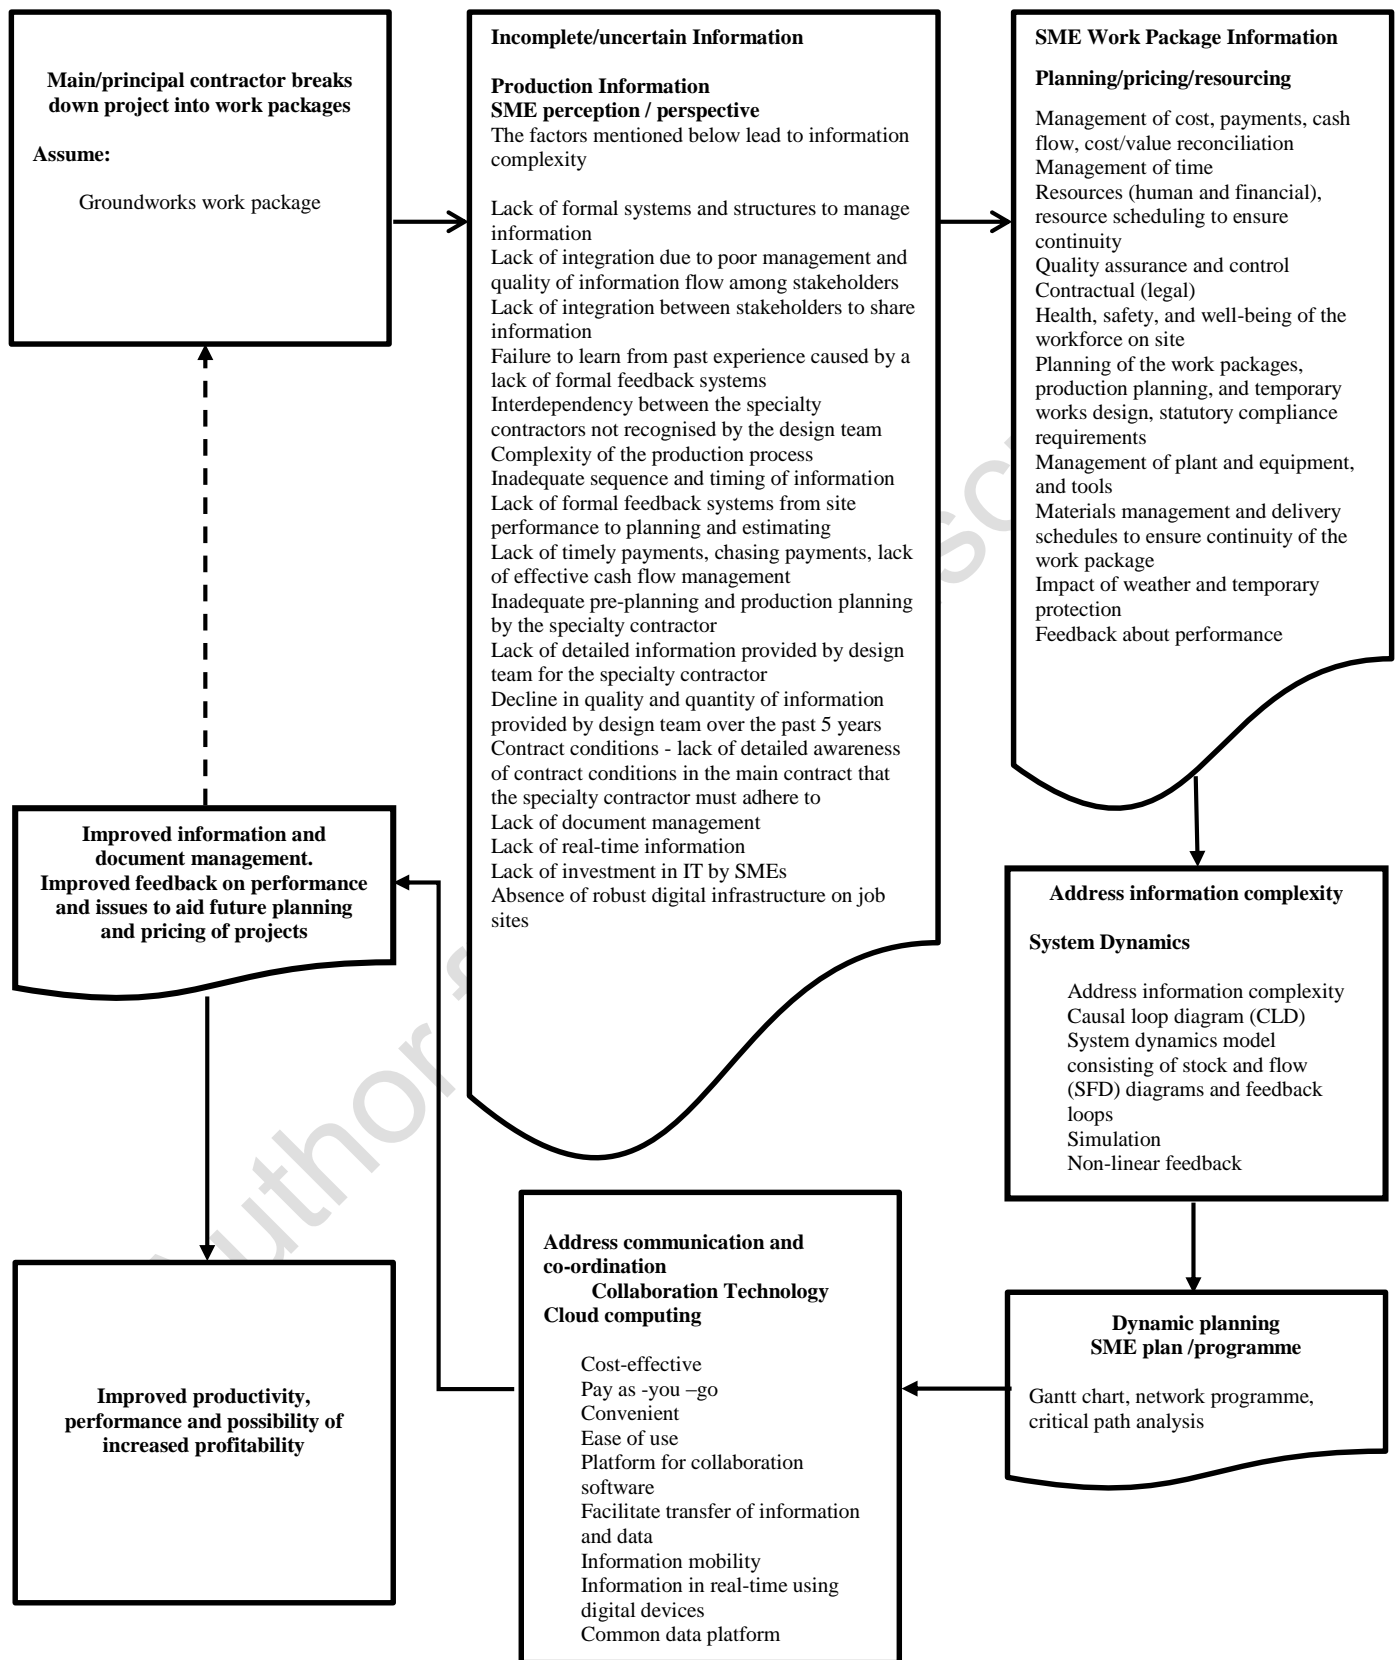 Main/principal contractor breaks
down project into work packages
Assume:
Groundworks work package
Incomplete/uncertain Information
Production Information
SME perception / perspective
The factors mentioned below lead to information
complexity
Lack of formal systems and structures to manage
information
Lack of integration due to poor management and
quality of information flow among stakeholders
Lack of integration between stakeholders to share
information
Failure to learn from past experience caused by a
lack of formal feedback systems
Interdependency between the specialty
contractors not recognised by the design team
Complexity of the production process
Inadequate sequence and timing of information
Lack of formal feedback systems from site
performance to planning and estimating
Lack of timely payments, chasing payments, lack
of effective cash flow management
Inadequate pre-planning and production planning
by the specialty contractor
Lack of detailed information provided by design
team for the specialty contractor
Decline in quality and quantity of information
provided by design team over the past 5 years
Contract conditions - lack of detailed awareness
of contract conditions in the main contract that
the specialty contractor must adhere to
Lack of document management
Lack of real-time information
Lack of investment in IT by SMEs
Absence of robust digital infrastructure on job
sites
SME Work Package Information
Planning/pricing/resourcing
Management of cost, payments, cash
flow, cost/value reconciliation
Management of time
Resources (human and financial),
resource scheduling to ensure
continuity
Quality assurance and control
Contractual (legal)
Health, safety, and well-being of the
workforce on site
Planning of the work packages,
production planning, and temporary
works design, statutory compliance
requirements
Management of plant and equipment,
and tools
Materials management and delivery
schedules to ensure continuity of the
work package
Impact of weather and temporary
protection
Feedback about performance
Address information complexity
System Dynamics
Address information complexity
Causal loop diagram (CLD)
System dynamics model
consisting of stock and flow
(SFD) diagrams and feedback
loops
Simulation
Non-linear feedback
Dynamic planning
SME plan /programme
Gantt chart, network programme,
critical path analysis
Address communication and
co-ordination
Collaboration Technology
Cloud computing
Cost-effective
Pay as -you –go
Convenient
Ease of use
Platform for collaboration
software
Facilitate transfer of information
and data
Information mobility
Information in real-time using
digital devices
Common data platform
Improved information and
document management.
Improved feedback on performance
and issues to aid future planning
and pricing of projects
Improved productivity,
performance and possibility of
increased profitability
Author